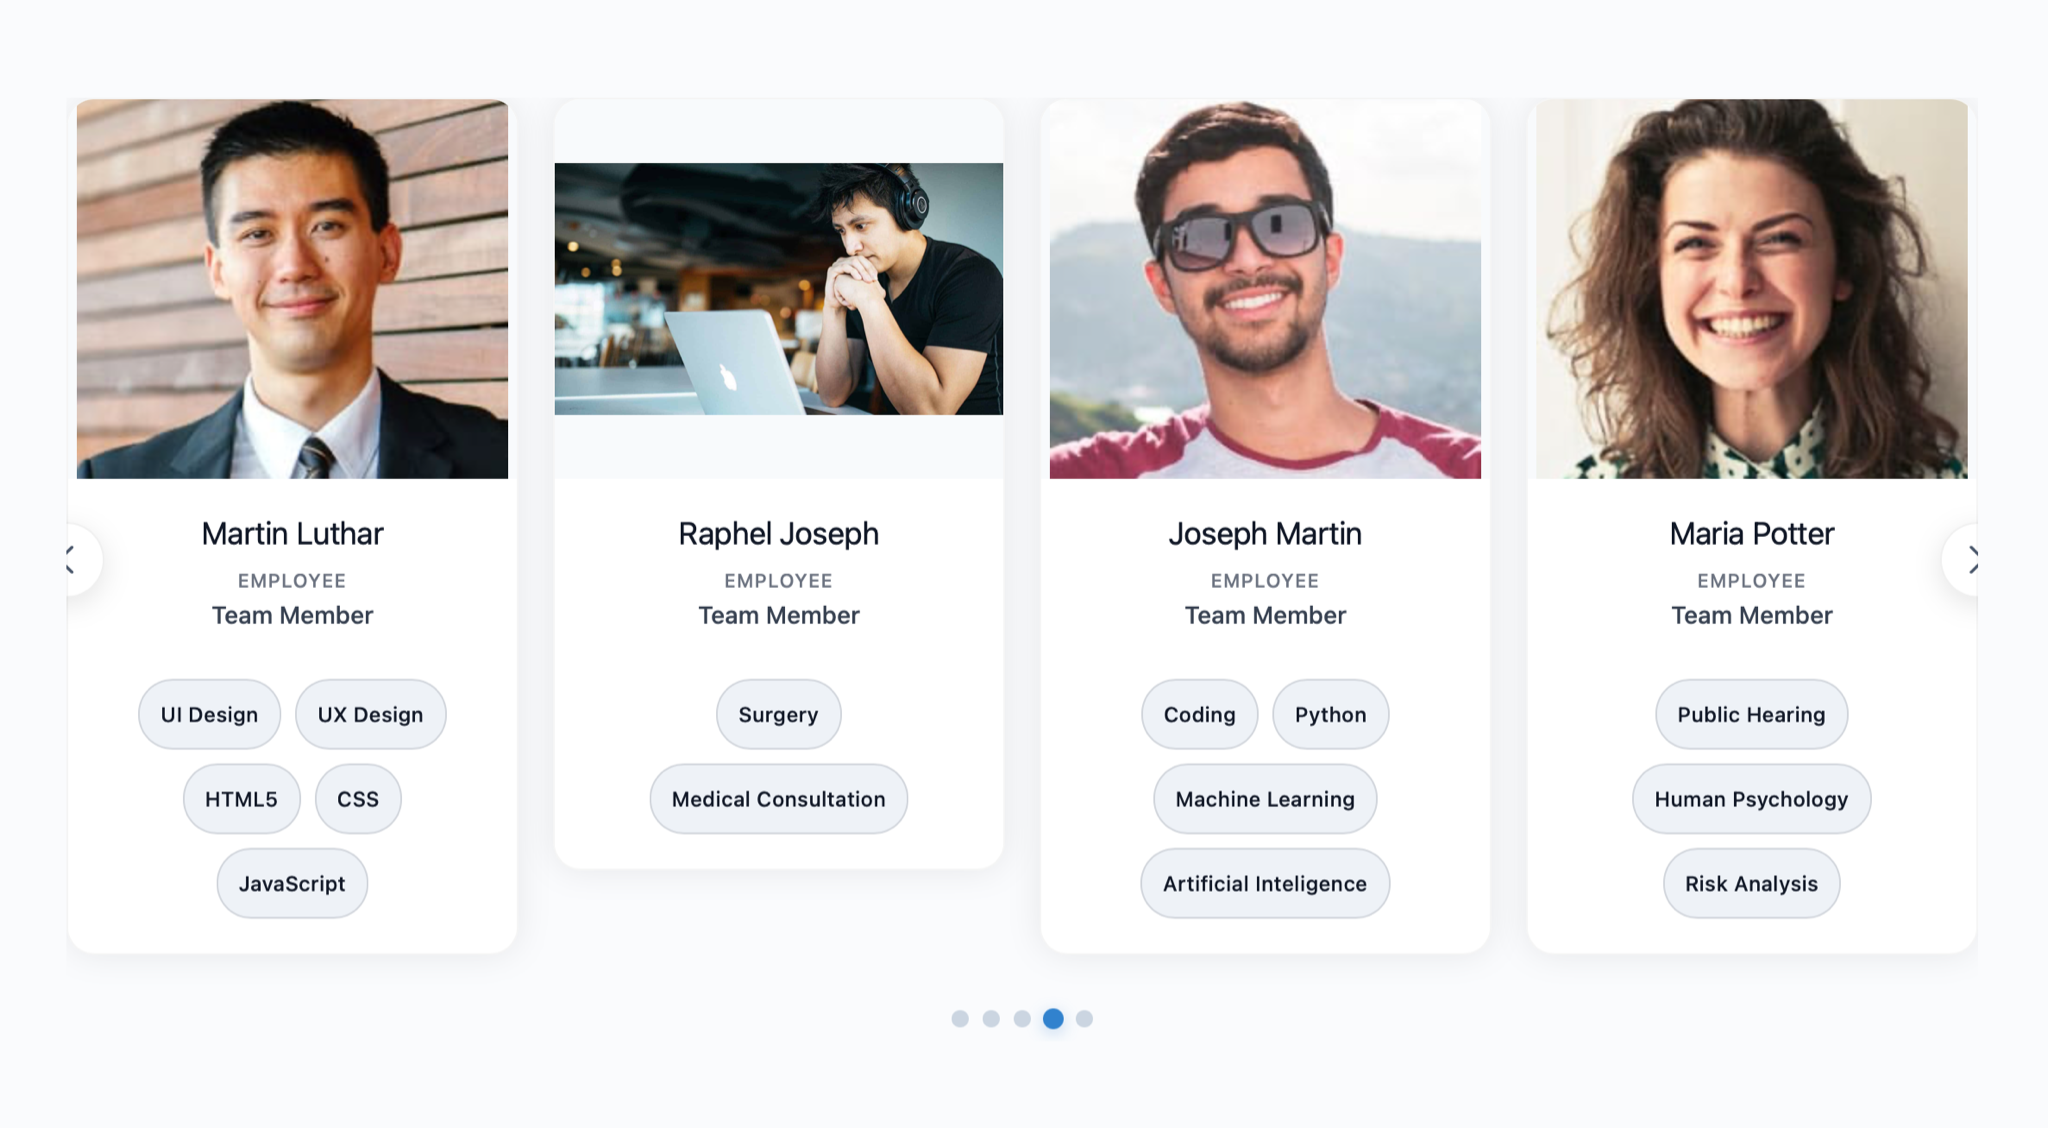 Martin Luthar
EMPLOYEE
Team Member
UI Design
UX Design
HTML5
CSS
JavaScript
Raphel Joseph
EMPLOYEE
Team Member
Surgery
Medical Consultation
Joseph Martin
EMPLOYEE
Team Member
Coding
Python
Machine Learning
Artificial Inteligence
Maria Potter
EMPLOYEE
Team Member
Public Hearing
Human Psychology
Risk Analysis